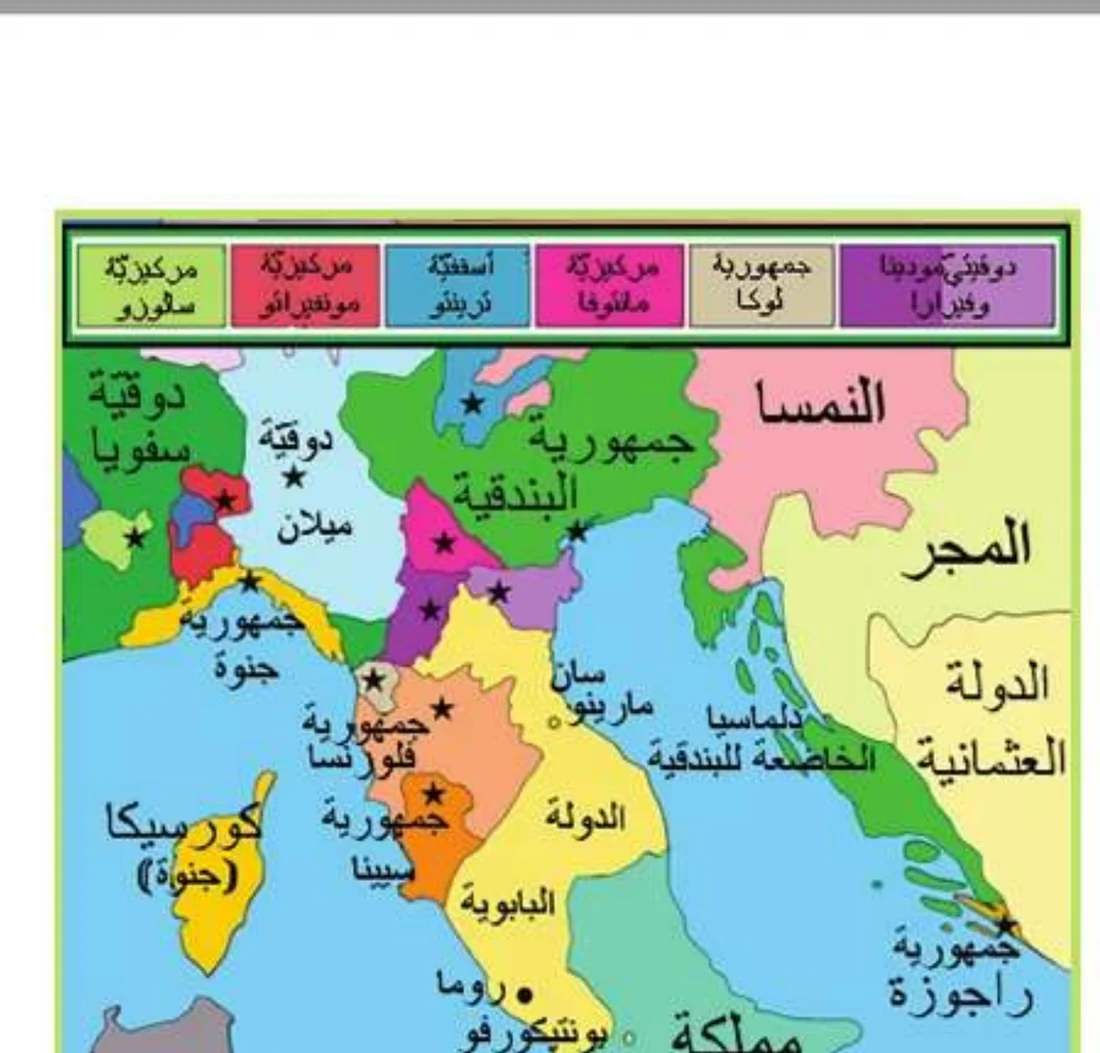 مركيزيّة
سالوزو
مركيزيّة
مونفيراتو
أسقفيّة
ترينتو
مركيزيّة
مانتوفا
جمهورية
لوكا
دوقيتيّ مودينا
وفيرارا
دوقيّة
سفويا
دوقيّة
ميلان
جمهورية
البندقية
النمسا
المجر
جمهورية
جنوة
الدولة
العثمانية
سان
مارينو
دلماسيا
الخاضعة للبندقية
جمهورية
فلورنسا
كورسيكا
(جنوة)
جمهورية
سيينا
الدولة
البابوية
جمهورية
راجوزة
روما
بونتيكورفو
مملكة